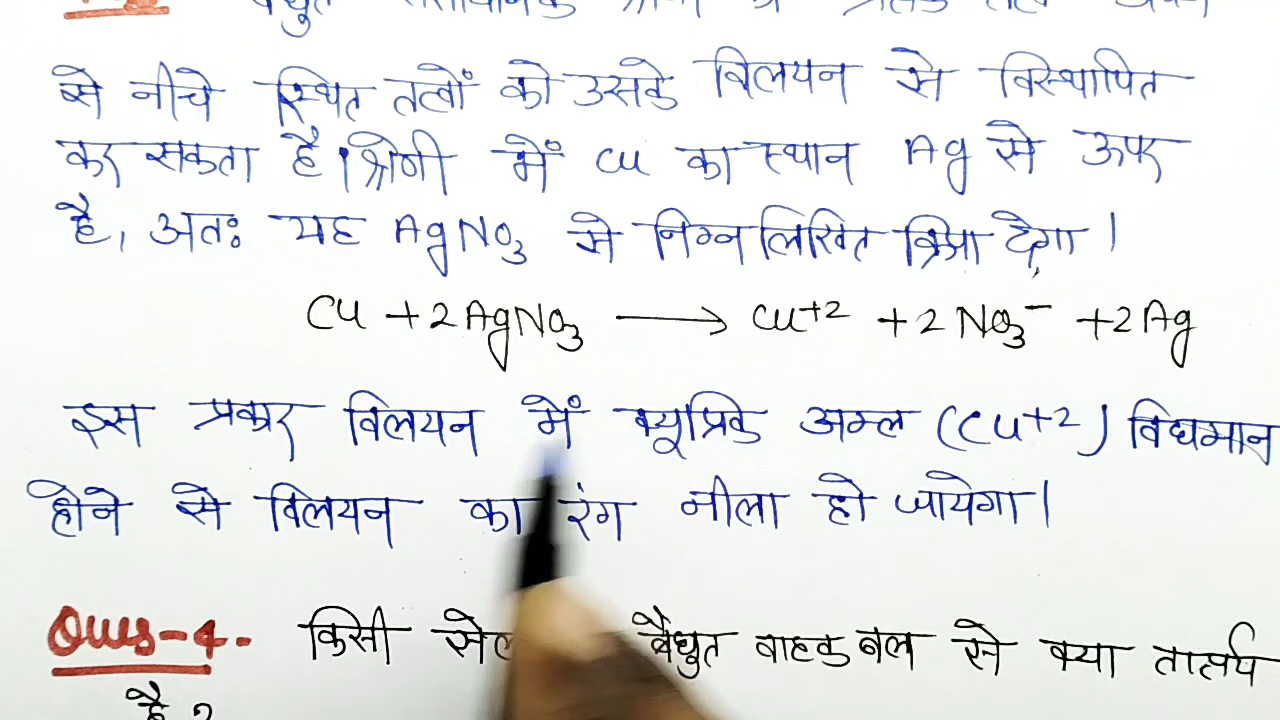 वैद्युत रासायनिक श्रेणी
से नीचे स्थित तत्वों को उसके विलयन से विस्थापित
कर सकता है। श्रेणी में Cu का स्थान Ag से ऊपर
है, अतः यह AgNO₃ से निम्नलिखित क्रिया देगा।
Cu + 2AgNO₃ ⟶ Cu⁺² + 2NO₃⁻ + 2Ag
इस प्रकार विलयन में क्यूप्रिक अम्ल (Cu⁺²) विद्यमान
होने से विलयन का रंग नीला हो जायेगा।
Ques-4. किसी वैद्युत वाहक बल से क्या तात्पर्य
है?